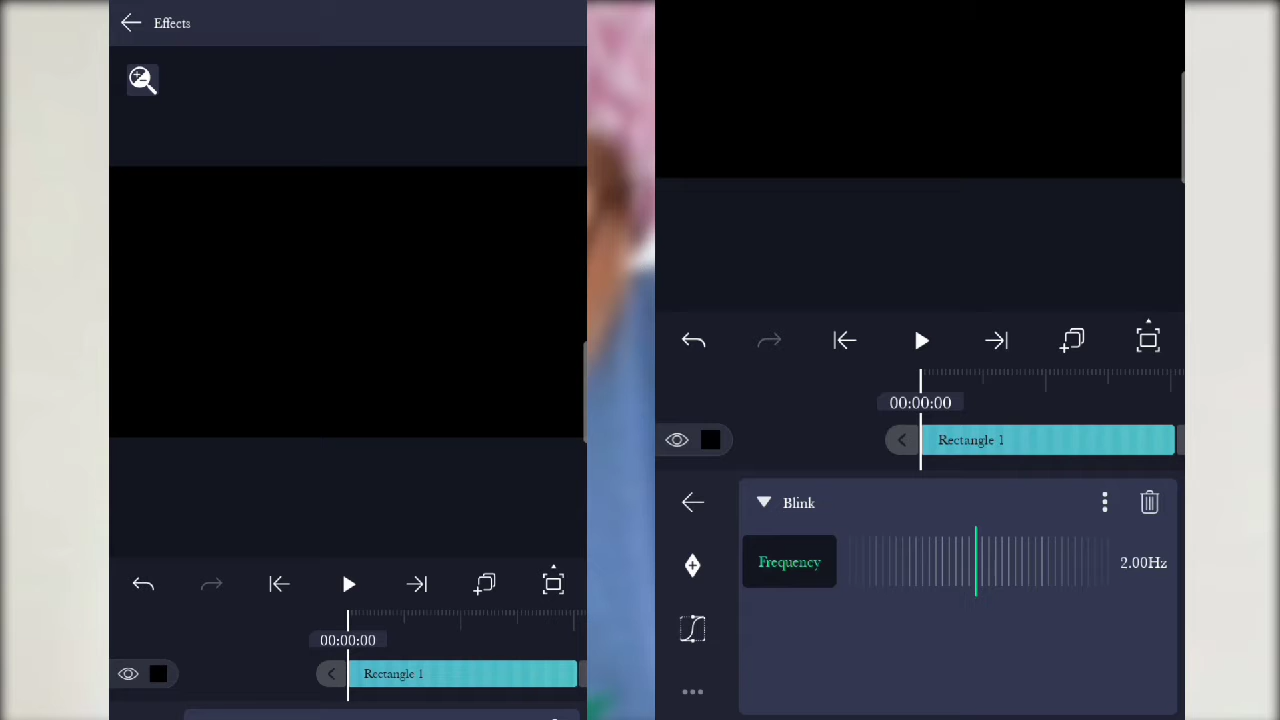 Effects
00:00:00
Rectangle 1
00:00:00
Rectangle 1
Blink
Frequency
2.00Hz